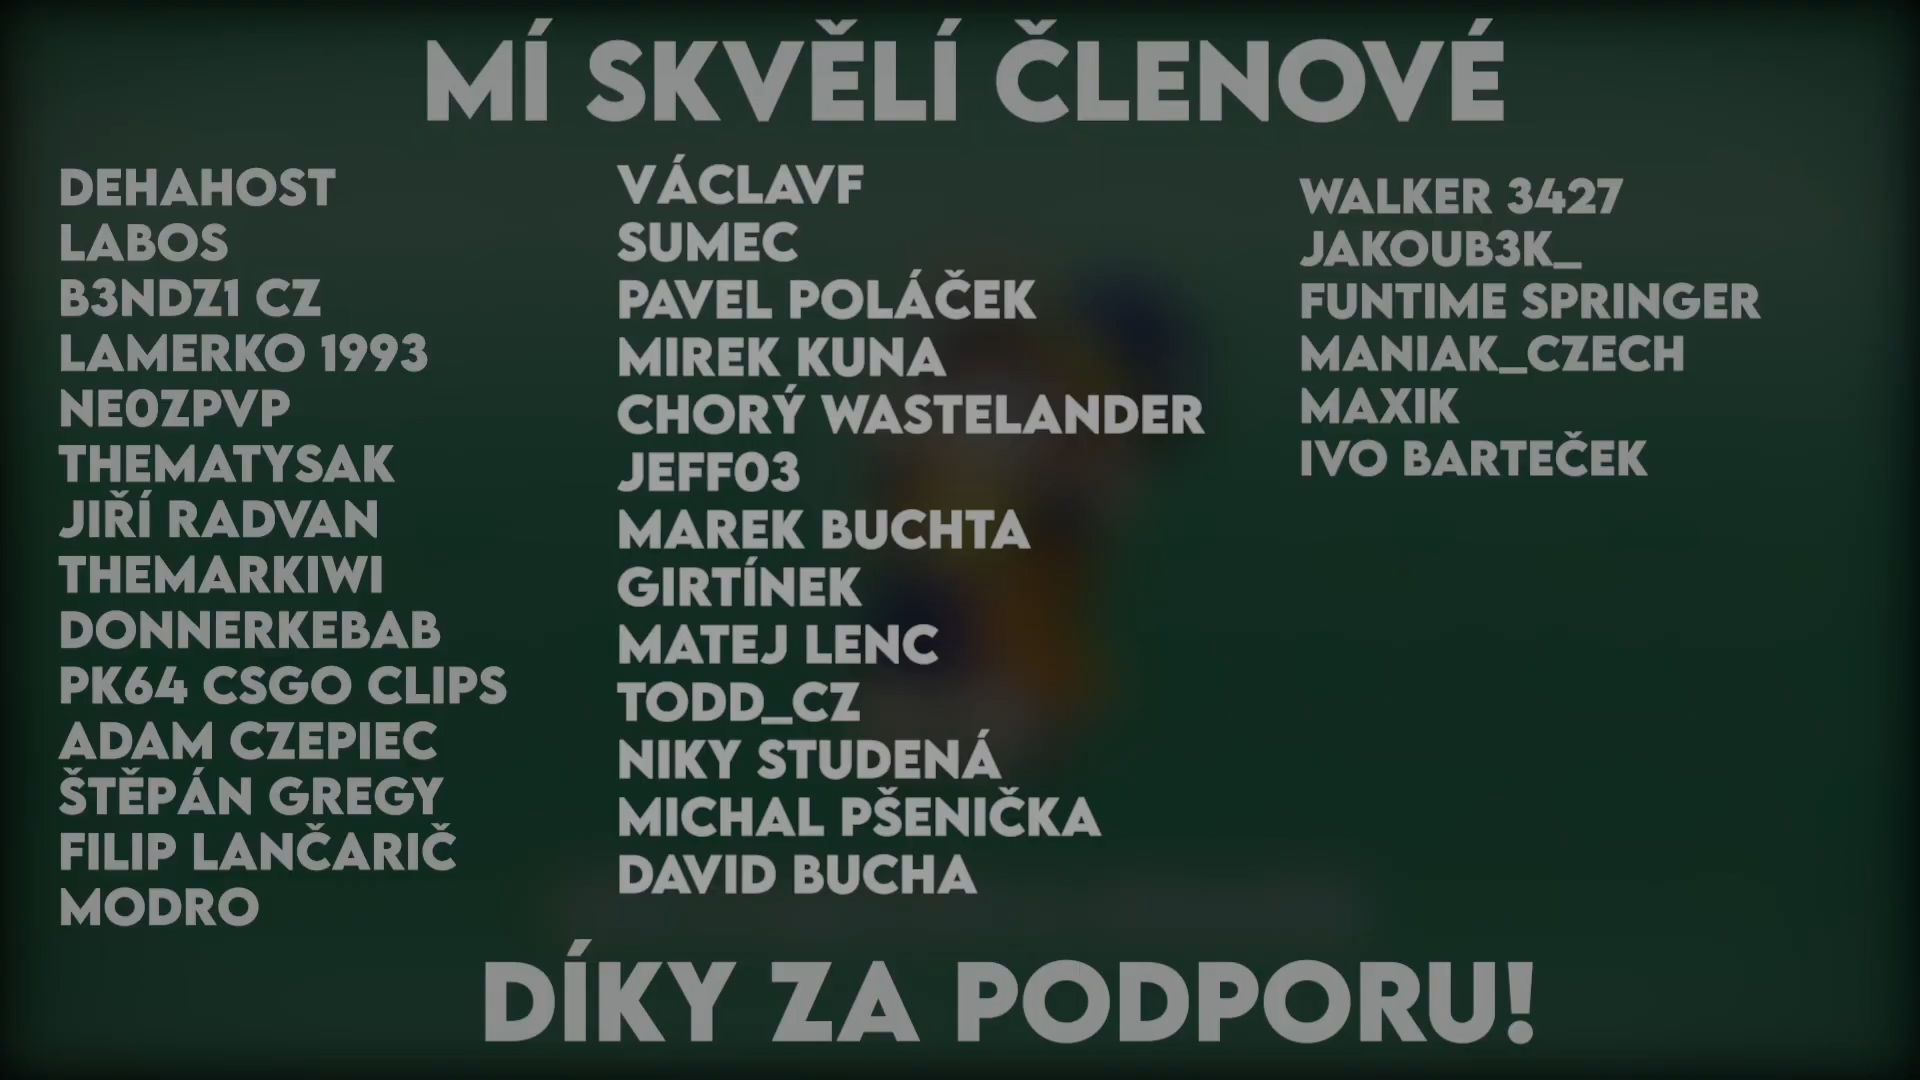 MÍ SKVĚLÍ ČLENOVÉ
DEHAHOST
LABOS
B3NDZ1 CZ
LAMERKO 1993
NE0ZPVP
THEMATYSAK
JIŘÍ RADVAN
THEMARKIWI
DONNERKEBAB
PK64 CSGO CLIPS
ADAM CZEPIEC
ŠTĚPÁN GREGY
FILIP LANČARIČ
MODRO
VÁCLAVF
SUMEC
PAVEL POLÁČEK
MIREK KUNA
CHORÝ WASTELANDER
JEFF03
MAREK BUCHTA
GIRTÍNEK
MATEJ LENC
TODD_CZ
NIKY STUDENÁ
MICHAL PŠENIČKA
DAVID BUCHA
WALKER 3427
JAKOUB3K_
FUNTIME SPRINGER
MANIAK_CZECH
MAXIK
IVO BARTEČEK
DÍKY ZA PODPORU!